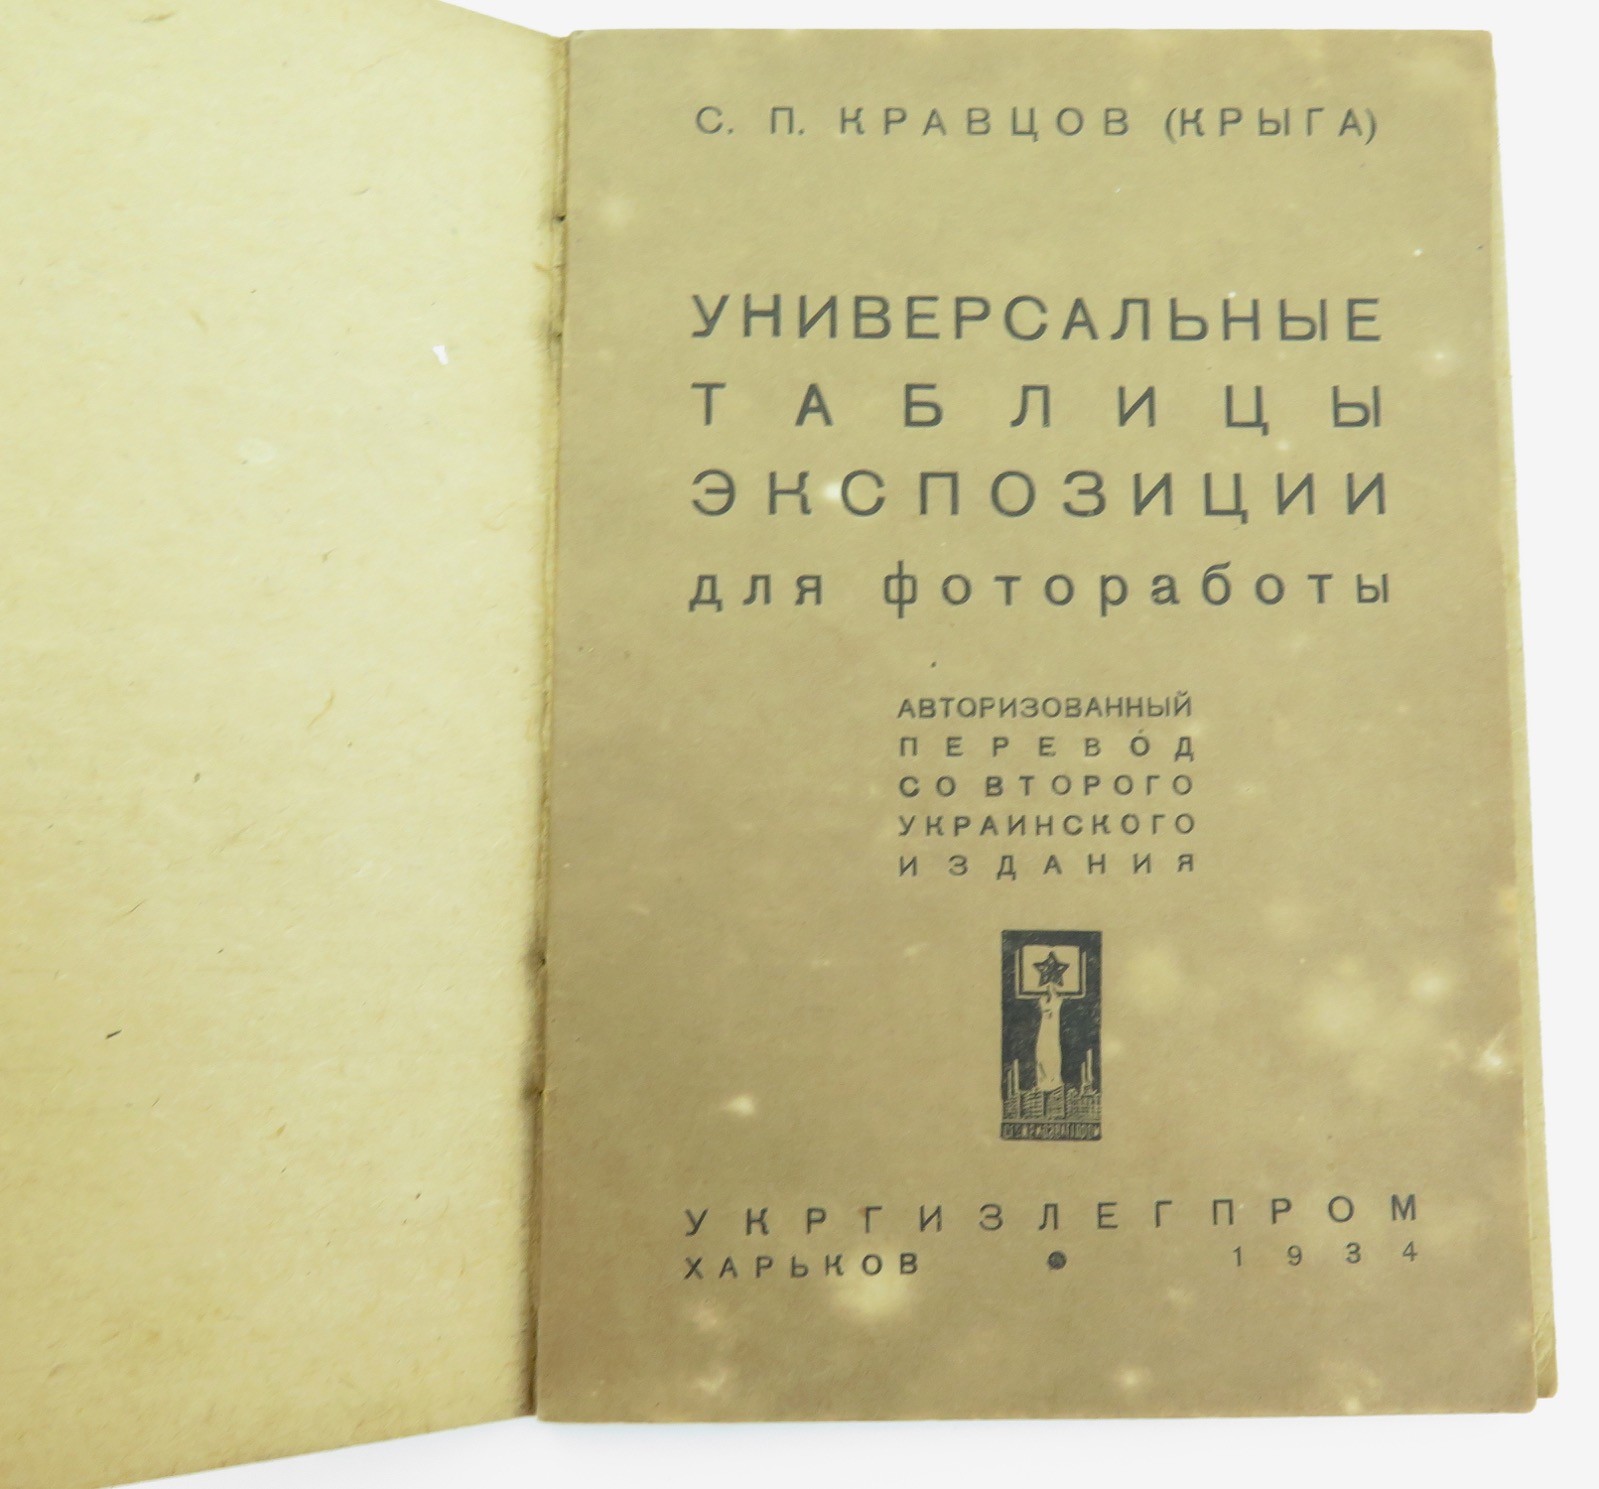 С. П. КРАВЦОВ (КРЫГА)
УНИВЕРСАЛЬНЫЕ
ТАБЛИЦЫ
ЭКСПОЗИЦИИ
для фотоработы
АВТОРИЗОВАННЫЙ
ПЕРЕВОД
СО ВТОРОГО
УКРАИНСКОГО
ИЗДАНИЯ
УКРГИЗЛЕГПРОМ
ХАРЬКОВ • 1934